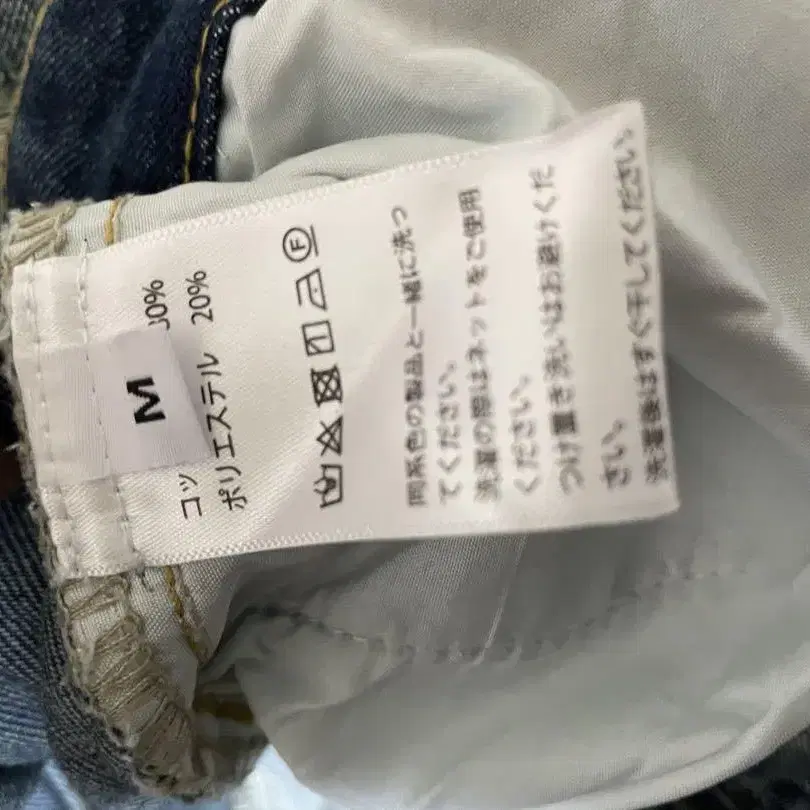 M
コッ 80%
ポリエステル 20%
F
同系色の製品と一緒に洗っ
てください。
洗濯の際はネットをご使用
ください。
つけ置き洗いはお避けくだ
さい。
洗濯後はすぐ干してください。